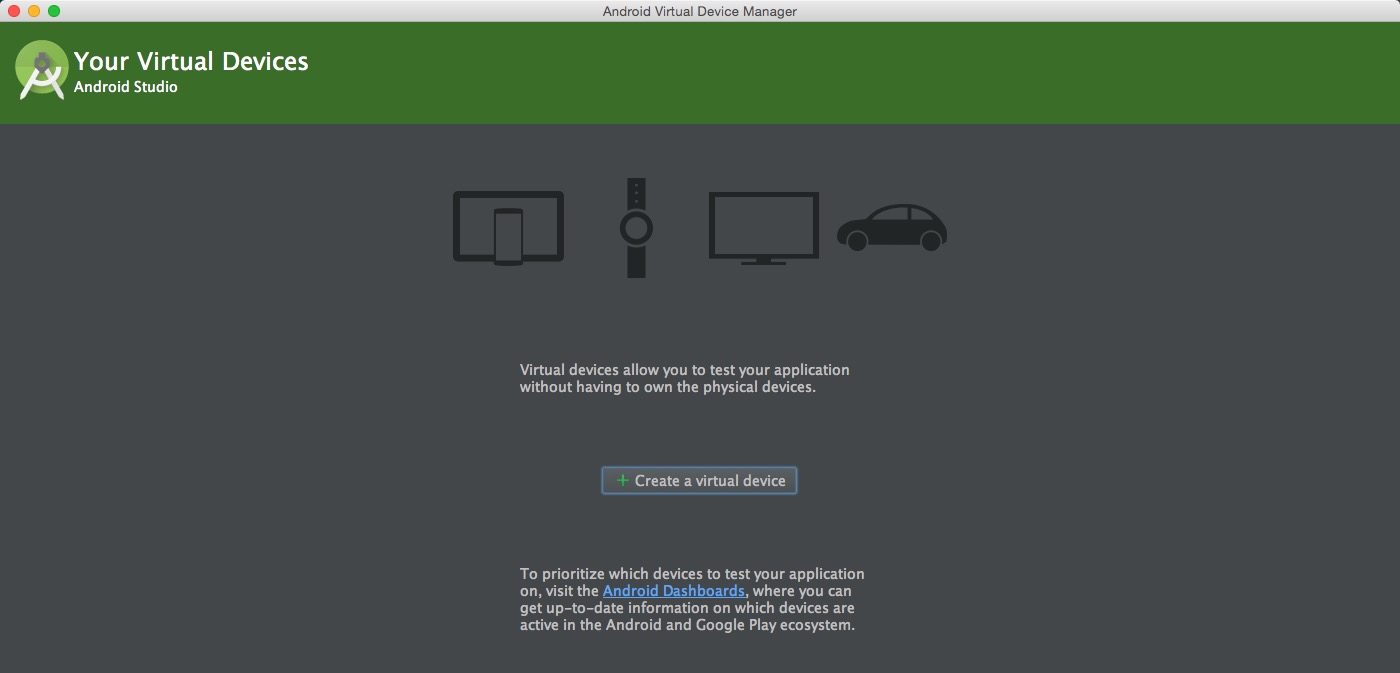 Android Virtual Device Manager
Your Virtual Devices
Android Studio
Virtual devices allow you to test your application
without having to own the physical devices.
Create a virtual device
To prioritize which devices to test your application
on, visit the Android Dashboards, where you can
get up-to-date information on which devices are
active in the Android and Google Play ecosystem.